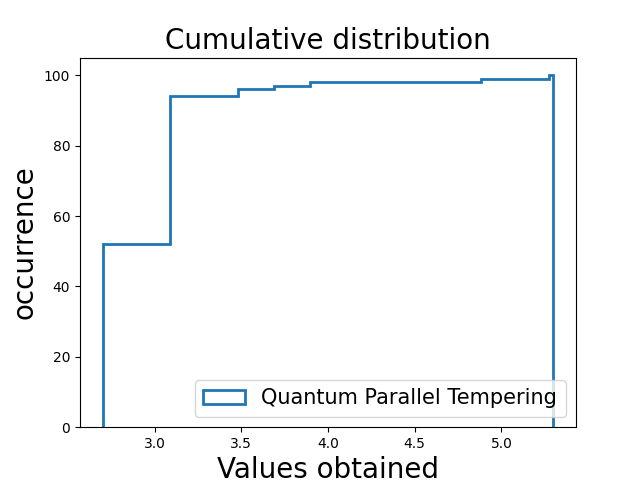 Cumulative distribution
occurrence
100
80
60
40
20
0
3.0 3.5 4.0 4.5 5.0
Values obtained
Quantum Parallel Tempering